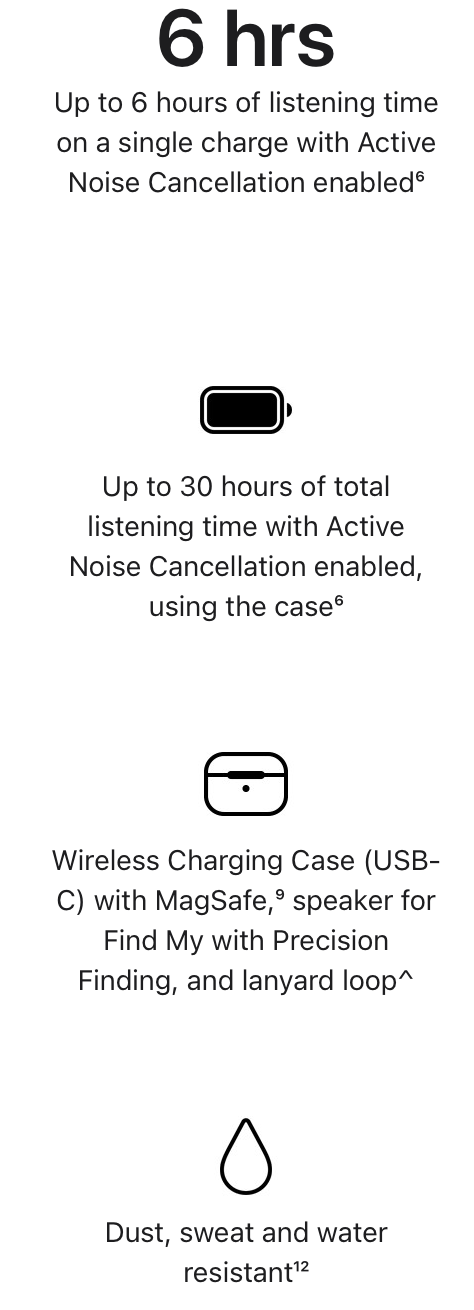 6 hrs
Up to 6 hours of listening time
on a single charge with Active
Noise Cancellation enabled⁶
Up to 30 hours of total
listening time with Active
Noise Cancellation enabled,
using the case⁶
Wireless Charging Case (USB-
C) with MagSafe,⁹ speaker for
Find My with Precision
Finding, and lanyard loop^
Dust, sweat and water
resistant¹²